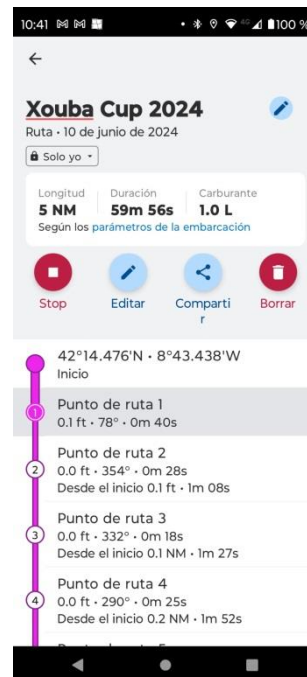 10:41
4G
100 %
Xouba Cup 2024
Ruta • 10 de junio de 2024
Solo yo
Longitud Duración Carburante
5 NM 59m 56s 1.0 L
Según los parámetros de la embarcación
Stop Editar Comparti
r Borrar
42°14.476'N • 8°43.438'W
Inicio
1 Punto de ruta 1
0.1 ft • 78° • 0m 40s
Punto de ruta 2
2 0.0 ft • 354° • 0m 28s
Desde el inicio 0.1 ft • 1m 08s
Punto de ruta 3
3 0.0 ft • 332° • 0m 18s
Desde el inicio 0.1 NM • 1m 27s
Punto de ruta 4
4 0.0 ft • 290° • 0m 25s
Desde el inicio 0.2 NM • 1m 52s